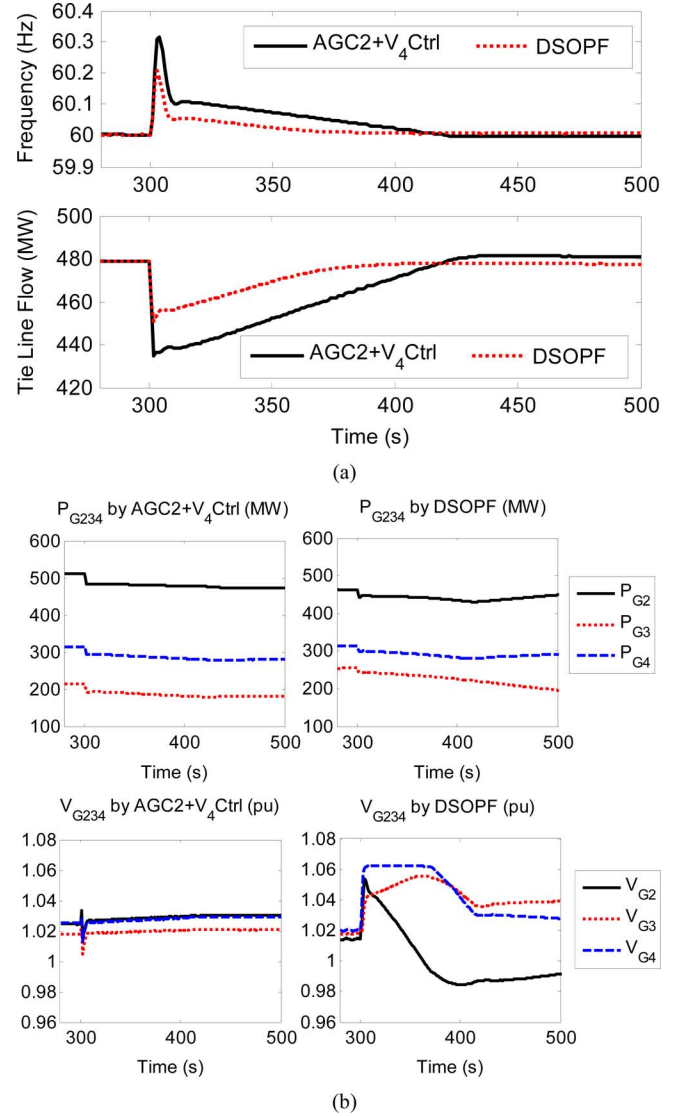 60.4
60.3
60.2
60.1
60
59.9
Frequency (Hz)
AGC2+V4Ctrl
DSOPF
300
350
400
450
500
500
480
460
440
420
Tie Line Flow (MW)
AGC2+V4Ctrl
DSOPF
300
350
400
450
500
Time (s)
(a)
PG234 by AGC2+V4Ctrl (MW)
600
500
400
300
200
100
300
400
500
Time (s)
PG234 by DSOPF (MW)
600
500
400
300
200
100
300
400
500
Time (s)
PG2
PG3
PG4
VG234 by AGC2+V4Ctrl (pu)
1.08
1.06
1.04
1.02
1
0.98
0.96
300
400
500
Time (s)
VG234 by DSOPF (pu)
1.08
1.06
1.04
1.02
1
0.98
0.96
300
400
500
Time (s)
VG2
VG3
VG4
(b)